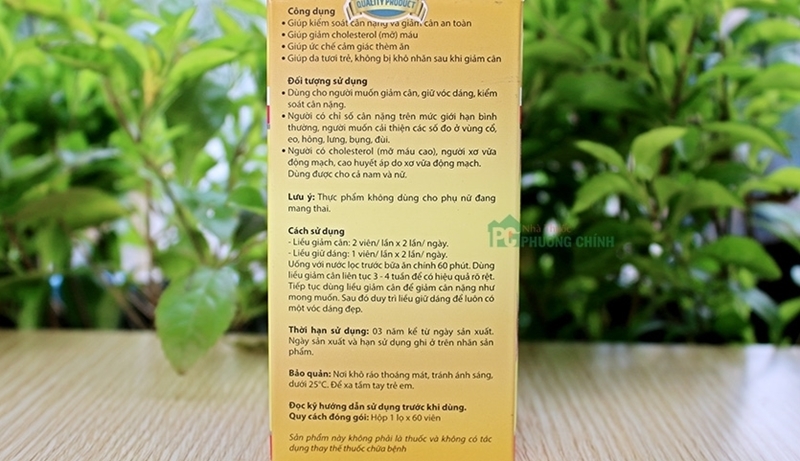 QUALITY PRODUCT
Công dụng
• Giúp kiểm soát cân nặng và giảm cân an toàn
• Giúp giảm cholesterol (mỡ) máu
• Giúp ức chế cảm giác thèm ăn
• Giúp da tươi trẻ, không bị khô nhăn sau khi giảm cân
Đối tượng sử dụng
• Dùng cho người muốn giảm cân, giữ vóc dáng, kiểm
soát cân nặng.
• Người có chỉ số cân nặng trên mức giới hạn bình
thường, người muốn cải thiện các số đo ở vùng cổ,
eo, hông, lưng, bụng, đùi.
• Người có cholesterol (mỡ máu cao), người xơ vữa
động mạch, cao huyết áp do xơ vữa động mạch.
Dùng được cho cả nam và nữ.
Lưu ý: Thực phẩm không dùng cho phụ nữ đang
mang thai.
Nhà thuốc
PHƯƠNG CHÍNH
Cách sử dụng
- Liều giảm cân: 2 viên/ lần x 2 lần/ ngày.
- Liều giữ dáng: 1 viên/ lần x 2 lần/ ngày.
Uống với nước lọc trước bữa ăn chính 60 phút. Dùng
liều giảm cân liên tục 3 - 4 tuần để có hiệu quả rõ rệt.
Tiếp tục dùng liều giảm cân để giảm cân nặng như
mong muốn. Sau đó duy trì liều giữ dáng để luôn có
một vóc dáng đẹp.
Thời hạn sử dụng: 03 năm kể từ ngày sản xuất.
Ngày sản xuất và hạn sử dụng ghi ở trên nhãn sản
phẩm.
Bảo quản: Nơi khô ráo thoáng mát, tránh ánh sáng,
dưới 25°C. Để xa tầm tay trẻ em.
Đọc kỹ hướng dẫn sử dụng trước khi dùng.
Quy cách đóng gói: Hộp 1 lọ x 60 viên
Sản phẩm này không phải là thuốc và không có tác
dụng thay thế thuốc chữa bệnh